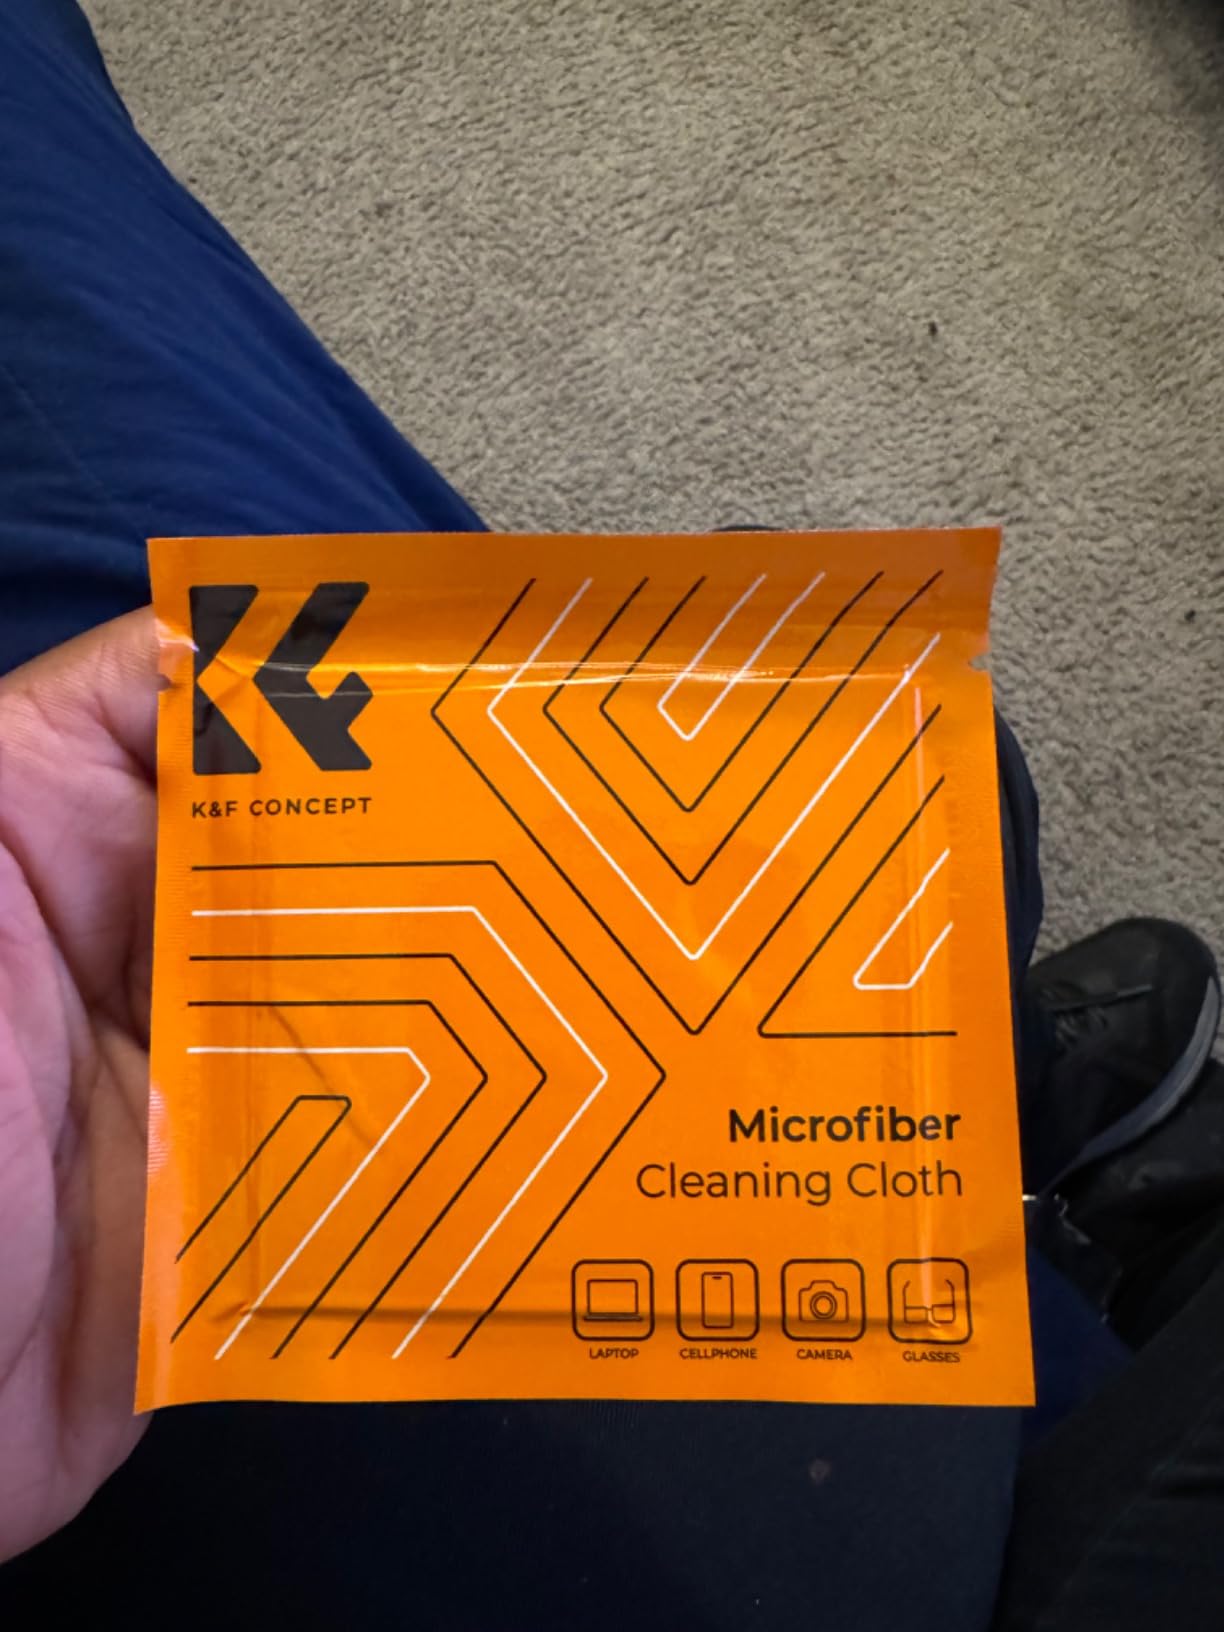 K&F CONCEPT
Microfiber
Cleaning Cloth
LAPTOP CELLPHONE CAMERA GLASSES